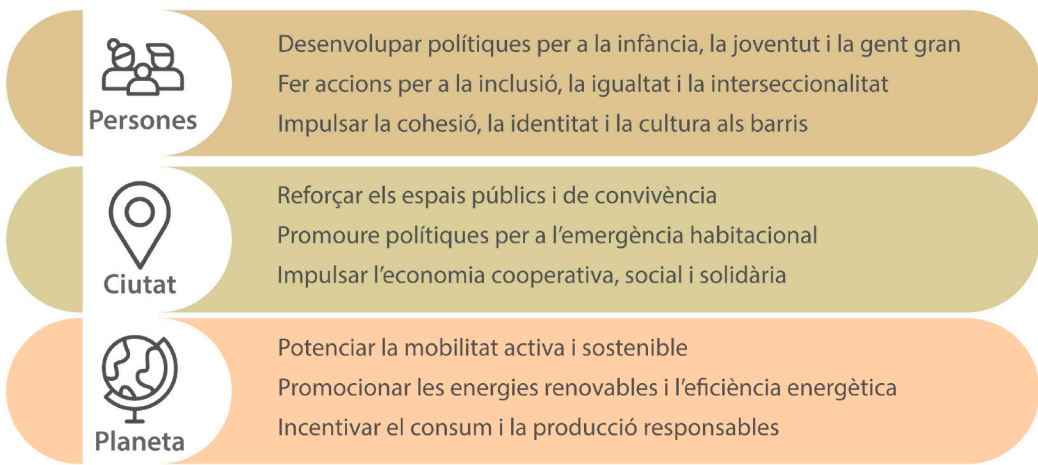 Persones
Desenvolupar polítiques per a la infància, la joventut i la gent gran
Fer accions per a la inclusió, la igualtat i la interseccionalitat
Impulsar la cohesió, la identitat i la cultura als barris
Ciutat
Reforçar els espais públics i de convivència
Promoure polítiques per a l’emergència habitacional
Impulsar l’economia cooperativa, social i solidària
Planeta
Potenciar la mobilitat activa i sostenible
Promocionar les energies renovables i l’eficiència energètica
Incentivar el consum i la producció responsables